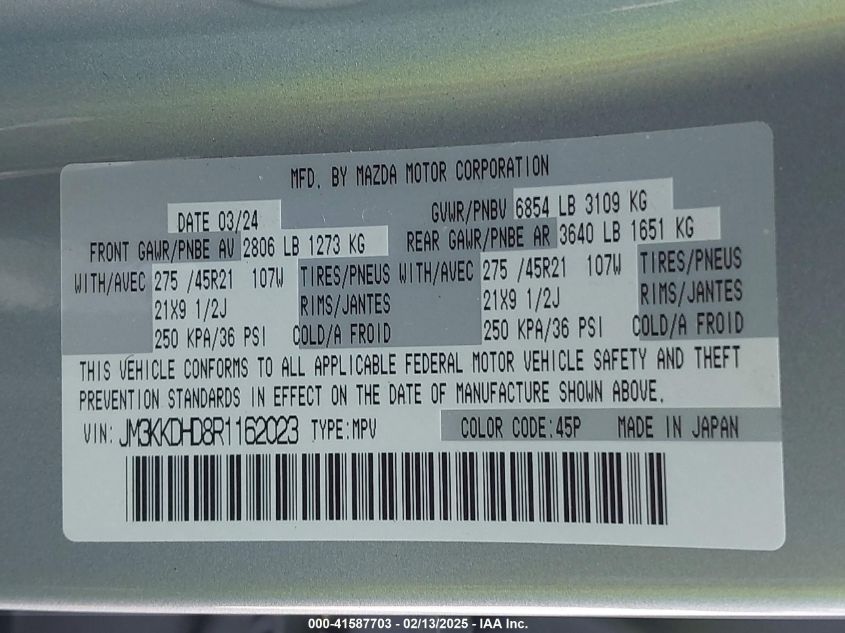 MFD. BY MAZDA MOTOR CORPORATION
DATE 03/24 GVWR/PNBV 6854 LB 3109 KG
FRONT GAWR/PNBE AV 2806 LB 1273 KG REAR GAWR/PNBE AR 3640 LB 1651 KG
WITH/AVEC 275 /45R21 107W TIRES/PNEUS WITH/AVEC 275 /45R21 107W TIRES/PNEUS
21X9 1/2J RIMS/JANTES 21X9 1/2J RIMS/JANTES
250 KPA/36 PSI COLD/A FROID 250 KPA/36 PSI COLD/A FROID
THIS VEHICLE CONFORMS TO ALL APPLICABLE FEDERAL MOTOR VEHICLE SAFETY AND THEFT
PREVENTION STANDARDS IN EFFECT ON THE DATE OF MANUFACTURE SHOWN ABOVE.
VIN: JM3KKDHD8R1162023 TYPE:MPV COLOR CODE:45P MADE IN JAPAN
000-41587703 - 02/13/2025 - IAA Inc.